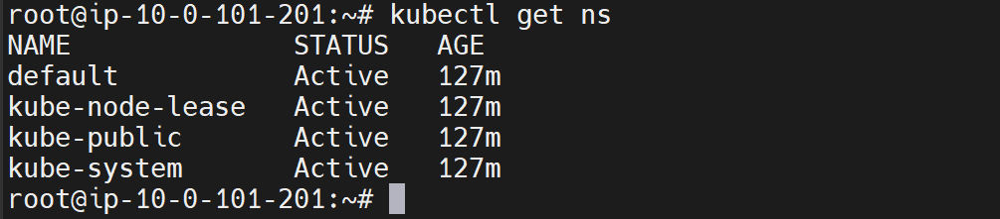 root@ip-10-0-101-201:~# kubectl get ns
NAME              STATUS   AGE
default           Active   127m
kube-node-lease   Active   127m
kube-public       Active   127m
kube-system       Active   127m
root@ip-10-0-101-201:~#